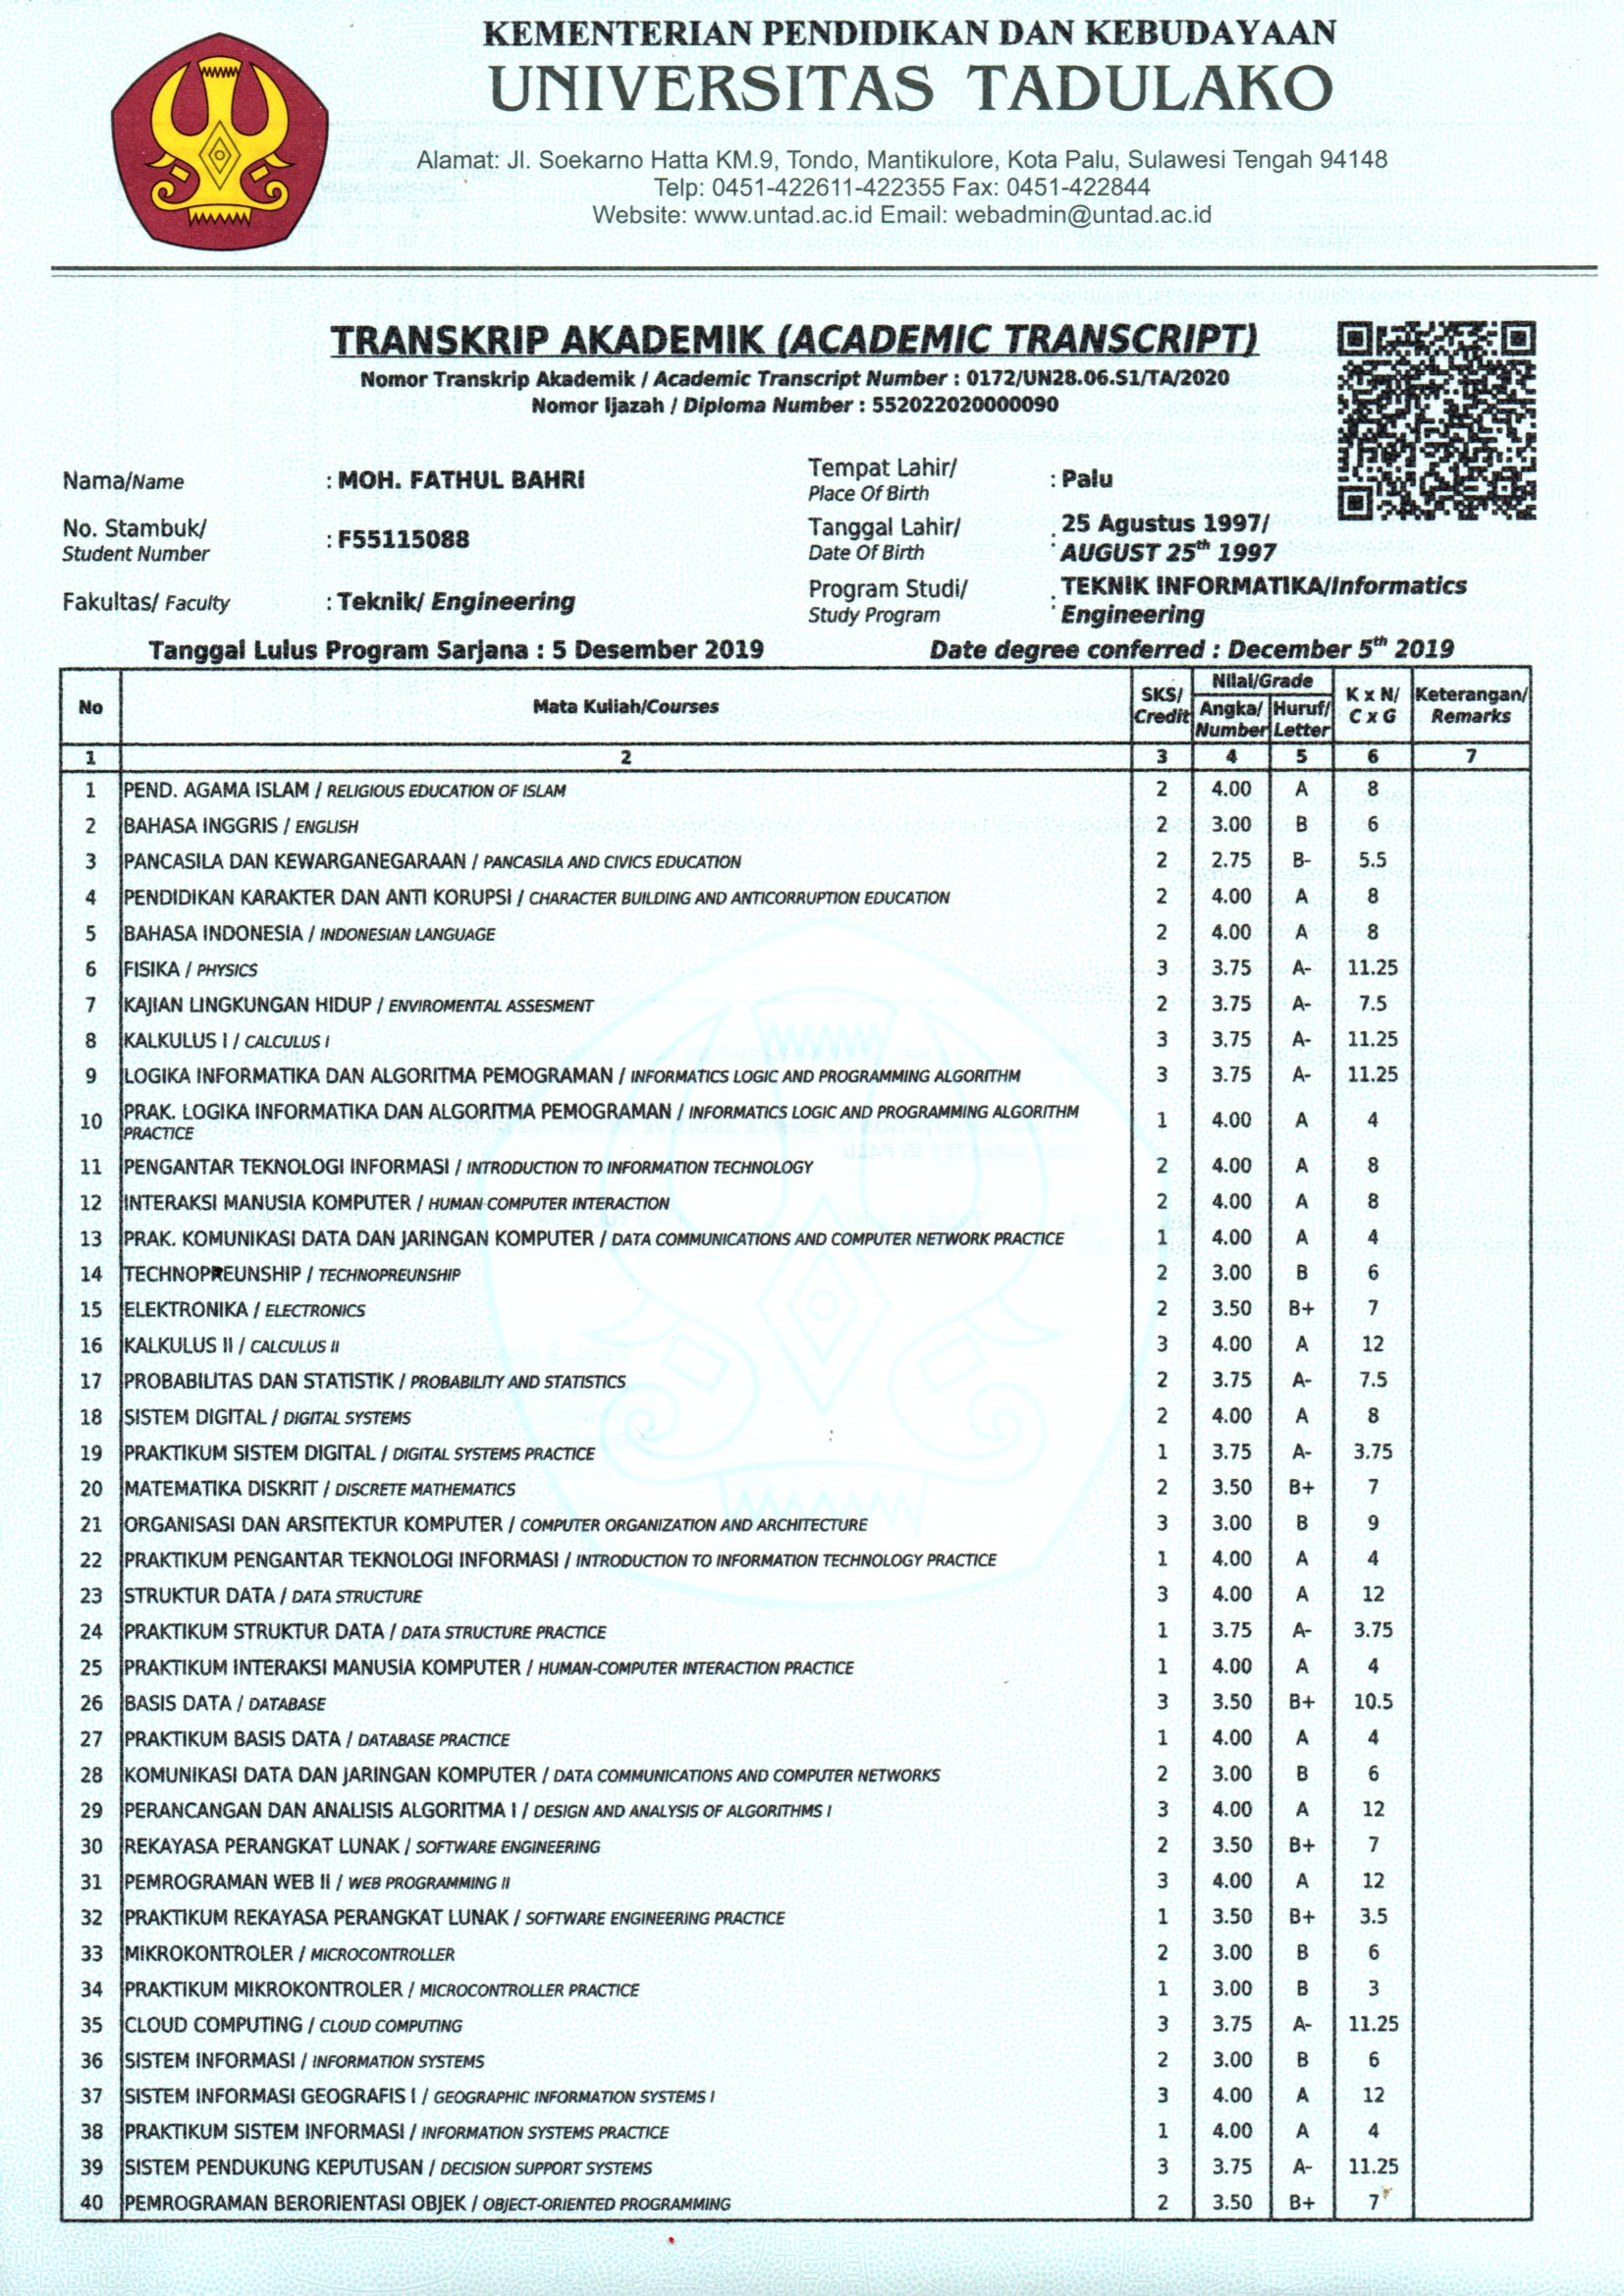 KEMENTERIAN PENDIDIKAN DAN KEBUDAYAAN
UNIVERSITAS TADULAKO
Alamat: Jl. Soekarno Hatta KM.9, Tondo, Mantikulore, Kota Palu, Sulawesi Tengah 94148
Telp: 0451-422611-422355 Fax: 0451-422844
Website: www.untad.ac.id Email: webadmin@untad.ac.id
TRANSKRIP AKADEMIK (ACADEMIC TRANSCRIPT)
Nomor Transkrip Akademik / Academic Transcript Number : 0172/UN28.06.S1/TA/2020
Nomor Ijazah / Diploma Number : 552022020000090
Nama/Name : MOH. FATHUL BAHRI
No. Stambuk/ Student Number : F55115088
Fakultas/ Faculty : Teknik/ Engineering
Tempat Lahir/ Place Of Birth : Palu
Tanggal Lahir/ Date Of Birth : 25 Agustus 1997/ AUGUST 25th 1997
Program Studi/ Study Program : TEKNIK INFORMATIKA/Informatics Engineering
Tanggal Lulus Program Sarjana : 5 Desember 2019 Date degree conferred : December 5th 2019
No Mata Kuliah/Courses SKS/ Credit Nilai/Grade Angka/ Number Huruf/ Letter K x N/ C x G Keterangan/ Remarks
1 2 3 4 5 6 7
1 PEND. AGAMA ISLAM / RELIGIOUS EDUCATION OF ISLAM 2 4.00 A 8
2 BAHASA INGGRIS / ENGLISH 2 3.00 B 6
3 PANCASILA DAN KEWARGANEGARAAN / PANCASILA AND CIVICS EDUCATION 2 2.75 B- 5.5
4 PENDIDIKAN KARAKTER DAN ANTI KORUPSI / CHARACTER BUILDING AND ANTICORRUPTION EDUCATION 2 4.00 A 8
5 BAHASA INDONESIA / INDONESIAN LANGUAGE 2 4.00 A 8
6 FISIKA / PHYSICS 3 3.75 A- 11.25
7 KAJIAN LINGKUNGAN HIDUP / ENVIROMENTAL ASSESMENT 2 3.75 A- 7.5
8 KALKULUS I / CALCULUS I 3 3.75 A- 11.25
9 LOGIKA INFORMATIKA DAN ALGORITMA PEMOGRAMAN / INFORMATICS LOGIC AND PROGRAMMING ALGORITHM 3 3.75 A- 11.25
10 PRAK. LOGIKA INFORMATIKA DAN ALGORITMA PEMOGRAMAN / INFORMATICS LOGIC AND PROGRAMMING ALGORITHM PRACTICE 1 4.00 A 4
11 PENGANTAR TEKNOLOGI INFORMASI / INTRODUCTION TO INFORMATION TECHNOLOGY 2 4.00 A 8
12 INTERAKSI MANUSIA KOMPUTER / HUMAN-COMPUTER INTERACTION 2 4.00 A 8
13 PRAK. KOMUNIKASI DATA DAN JARINGAN KOMPUTER / DATA COMMUNICATIONS AND COMPUTER NETWORK PRACTICE 1 4.00 A 4
14 TECHNOPREUNSHIP / TECHNOPREUNSHIP 2 3.00 B 6
15 ELEKTRONIKA / ELECTRONICS 2 3.50 B+ 7
16 KALKULUS II / CALCULUS II 3 4.00 A 12
17 PROBABILITAS DAN STATISTIK / PROBABILITY AND STATISTICS 2 3.75 A- 7.5
18 SISTEM DIGITAL / DIGITAL SYSTEMS 2 4.00 A 8
19 PRAKTIKUM SISTEM DIGITAL / DIGITAL SYSTEMS PRACTICE 1 3.75 A- 3.75
20 MATEMATIKA DISKRIT / DISCRETE MATHEMATICS 2 3.50 B+ 7
21 ORGANISASI DAN ARSITEKTUR KOMPUTER / COMPUTER ORGANIZATION AND ARCHITECTURE 3 3.00 B 9
22 PRAKTIKUM PENGANTAR TEKNOLOGI INFORMASI / INTRODUCTION TO INFORMATION TECHNOLOGY PRACTICE 1 4.00 A 4
23 STRUKTUR DATA / DATA STRUCTURE 3 4.00 A 12
24 PRAKTIKUM STRUKTUR DATA / DATA STRUCTURE PRACTICE 1 3.75 A- 3.75
25 PRAKTIKUM INTERAKSI MANUSIA KOMPUTER / HUMAN-COMPUTER INTERACTION PRACTICE 1 4.00 A 4
26 BASIS DATA / DATABASE 3 3.50 B+ 10.5
27 PRAKTIKUM BASIS DATA / DATABASE PRACTICE 1 4.00 A 4
28 KOMUNIKASI DATA DAN JARINGAN KOMPUTER / DATA COMMUNICATIONS AND COMPUTER NETWORKS 2 3.00 B 6
29 PERANCANGAN DAN ANALISIS ALGORITMA I / DESIGN AND ANALYSIS OF ALGORITHMS I 3 4.00 A 12
30 REKAYASA PERANGKAT LUNAK / SOFTWARE ENGINEERING 2 3.50 B+ 7
31 PEMROGRAMAN WEB II / WEB PROGRAMMING II 3 4.00 A 12
32 PRAKTIKUM REKAYASA PERANGKAT LUNAK / SOFTWARE ENGINEERING PRACTICE 1 3.50 B+ 3.5
33 MIKROKONTROLER / MICROCONTROLLER 2 3.00 B 6
34 PRAKTIKUM MIKROKONTROLER / MICROCONTROLLER PRACTICE 1 3.00 B 3
35 CLOUD COMPUTING / CLOUD COMPUTING 3 3.75 A- 11.25
36 SISTEM INFORMASI / INFORMATION SYSTEMS 2 3.00 B 6
37 SISTEM INFORMASI GEOGRAFIS I / GEOGRAPHIC INFORMATION SYSTEMS I 3 4.00 A 12
38 PRAKTIKUM SISTEM INFORMASI / INFORMATION SYSTEMS PRACTICE 1 4.00 A 4
39 SISTEM PENDUKUNG KEPUTUSAN / DECISION SUPPORT SYSTEMS 3 3.75 A- 11.25
40 PEMROGRAMAN BERORIENTASI OBJEK / OBJECT-ORIENTED PROGRAMMING 2 3.50 B+ 7